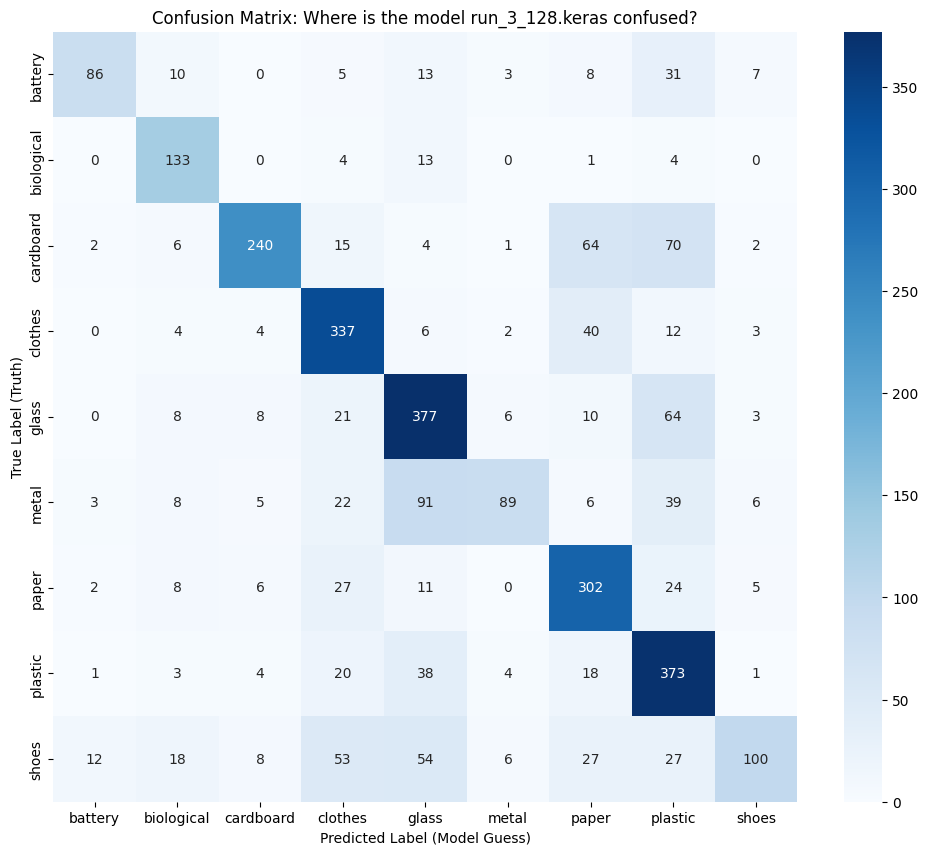 Confusion Matrix: Where is the model run_3_128.keras confused?
battery 86 10 0 5 13 3 8 31 7
biological 0 133 0 4 13 0 1 4 0
cardboard 2 6 240 15 4 1 64 70 2
clothes 0 4 4 337 6 2 40 12 3
glass 0 8 8 21 377 6 10 64 3
metal 3 8 5 22 91 89 6 39 6
paper 2 8 6 27 11 0 302 24 5
plastic 1 3 4 20 38 4 18 373 1
shoes 12 18 8 53 54 6 27 27 100
battery biological cardboard clothes glass metal paper plastic shoes
Predicted Label (Model Guess)
True Label (Truth)
350
300
250
200
150
100
50
0